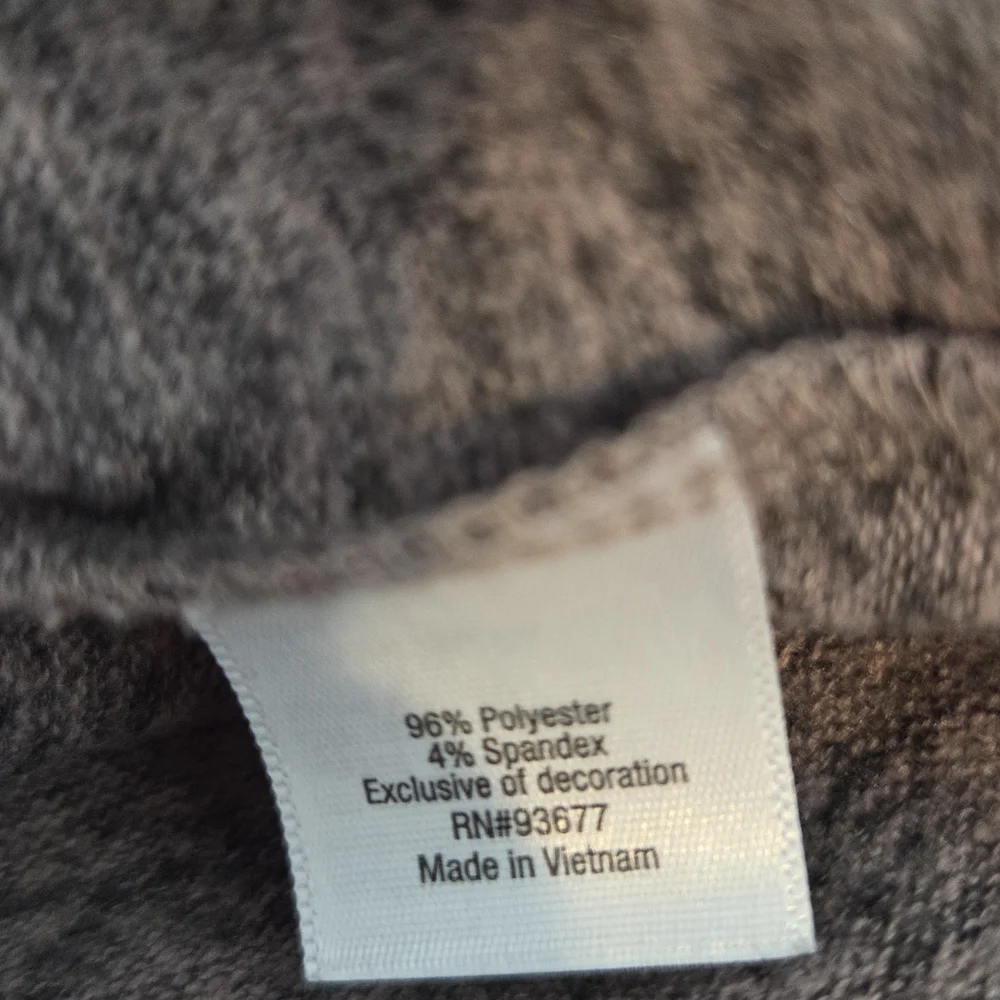 96% Polyester
4% Spandex
Exclusive of decoration
RN#93677
Made in Vietnam